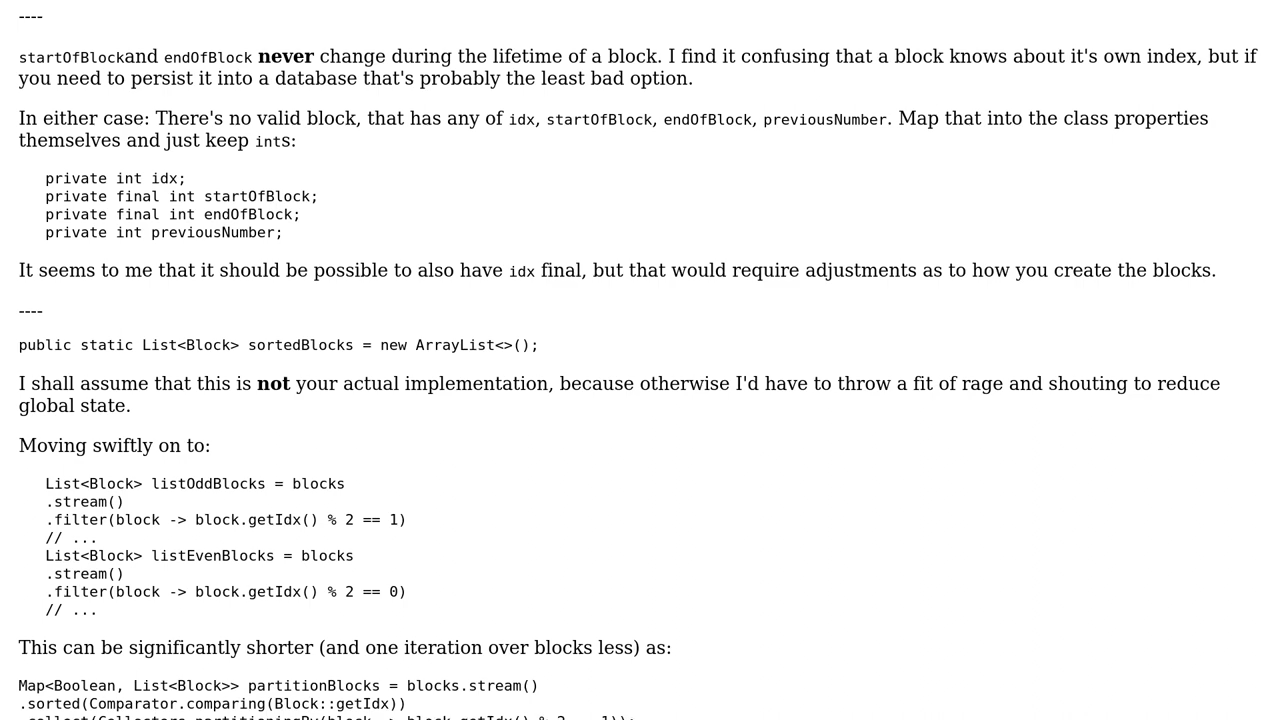 ----
startOfBlockand endOfBlock never change during the lifetime of a block. I find it confusing that a block knows about it's own index, but if
you need to persist it into a database that's probably the least bad option.
In either case: There's no valid block, that has any of idx, startOfBlock, endOfBlock, previousNumber. Map that into the class properties
themselves and just keep ints:
private int idx;
private final int startOfBlock;
private final int endOfBlock;
private int previousNumber;
It seems to me that it should be possible to also have idx final, but that would require adjustments as to how you create the blocks.
----
public static List<Block> sortedBlocks = new ArrayList<>();
I shall assume that this is not your actual implementation, because otherwise I'd have to throw a fit of rage and shouting to reduce
global state.
Moving swiftly on to:
List<Block> listOddBlocks = blocks
.stream()
.filter(block -> block.getIdx() % 2 == 1)
// ...
List<Block> listEvenBlocks = blocks
.stream()
.filter(block -> block.getIdx() % 2 == 0)
// ...
This can be significantly shorter (and one iteration over blocks less) as:
Map<Boolean, List<Block>> partitionBlocks = blocks.stream()
.sorted(Comparator.comparing(Block::getIdx))
.collect(Collectors.partitioningBy(block -> block.getIdx() % 2 == 1));